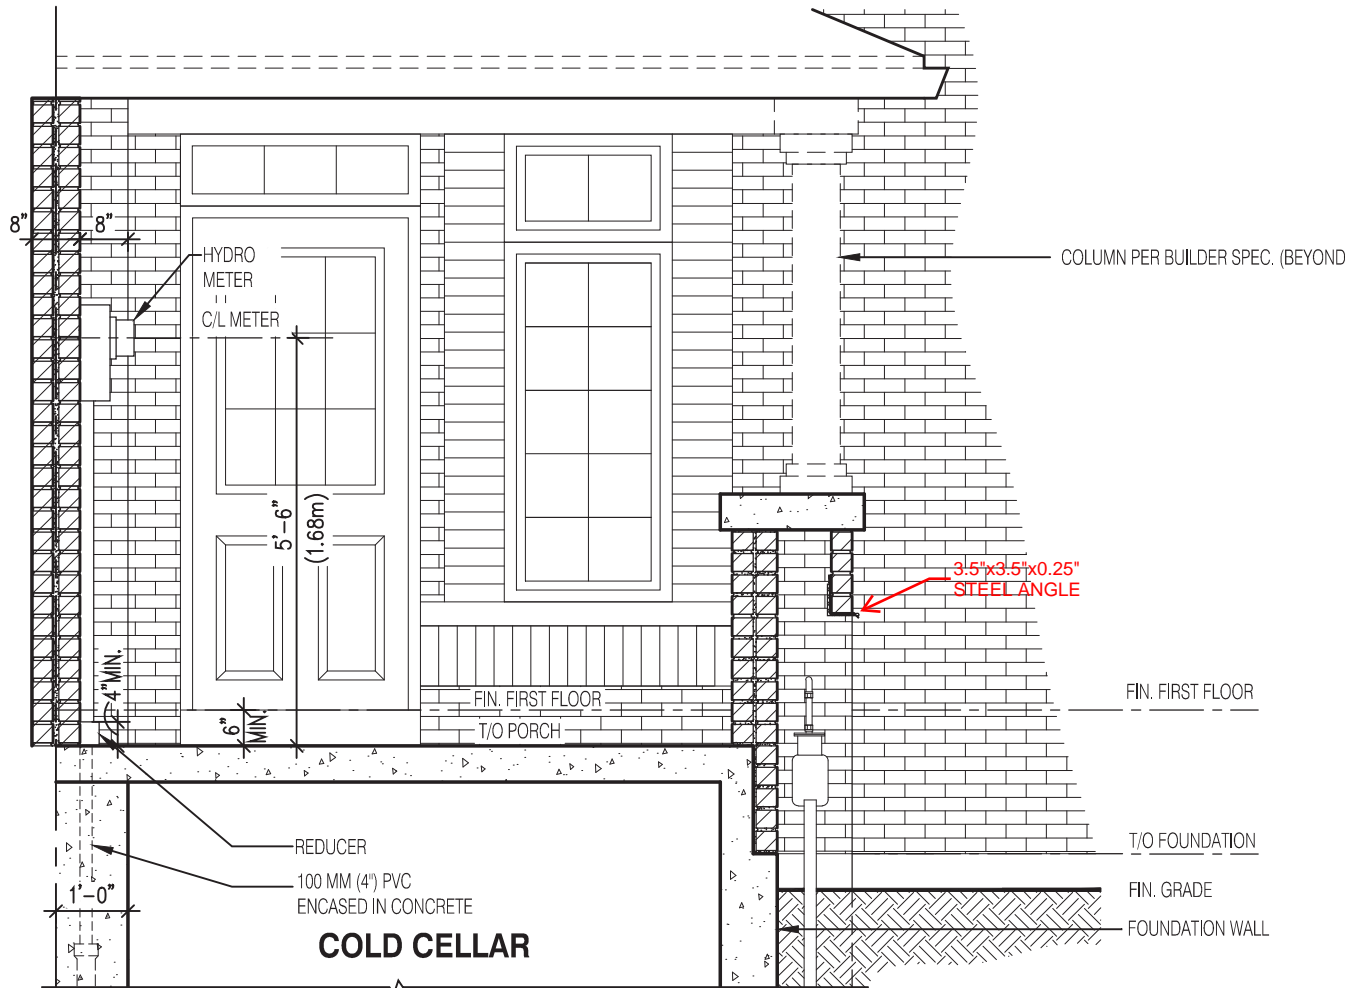 8"
8"
HYDRO
METER
C/L METER
COLUMN PER BUILDER SPEC. (BEYOND
5'-6"
(1.68m)
3.5"x3.5"x0.25"
STEEL ANGLE
4"MIN.
6"
MIN.
FIN. FIRST FLOOR
T/O PORCH
FIN. FIRST FLOOR
REDUCER
T/O FOUNDATION
100 MM (4") PVC
ENCASED IN CONCRETE
1'-0"
FIN. GRADE
FOUNDATION WALL
COLD CELLAR